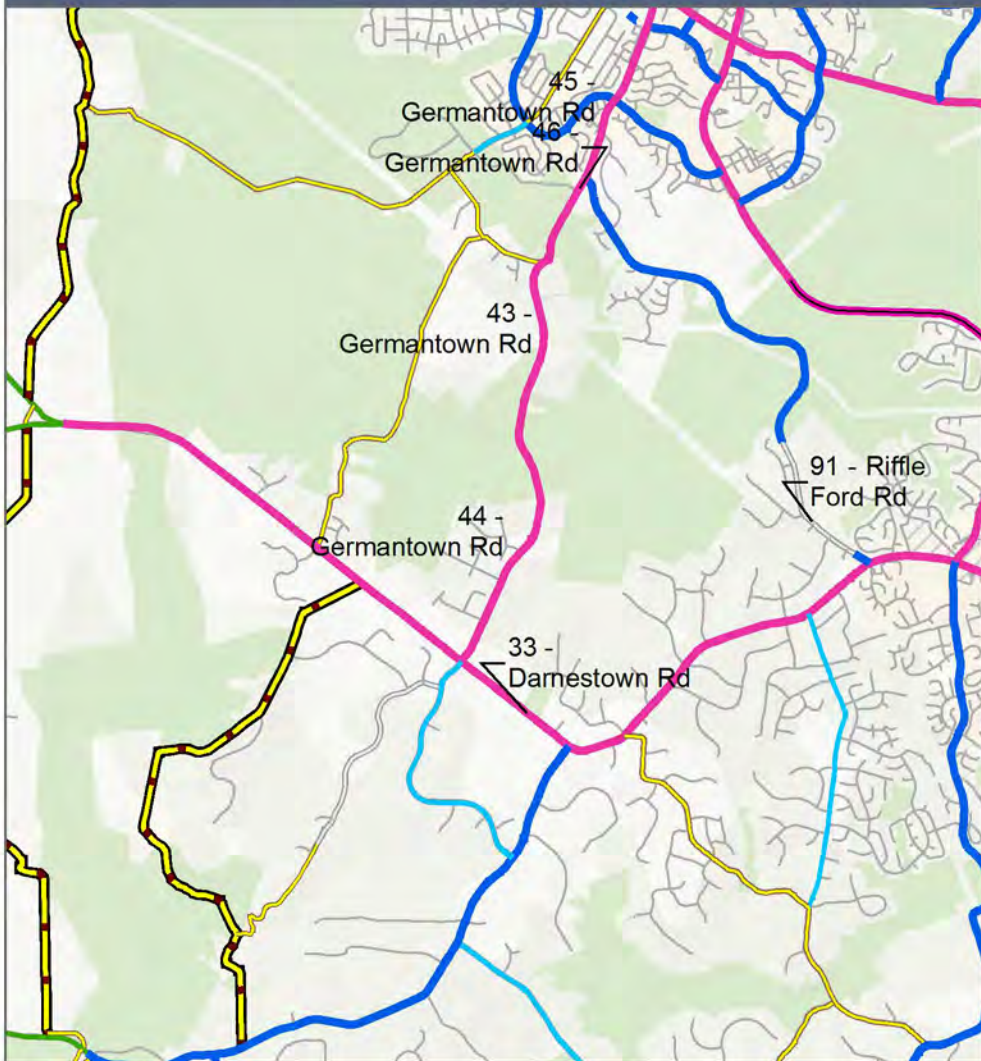 45 -
Germantown Rd
46 -
Germantown Rd
43 -
Germantown Rd
91 - Riffle
Ford Rd
44 -
Germantown Rd
33 -
Darnestown Rd